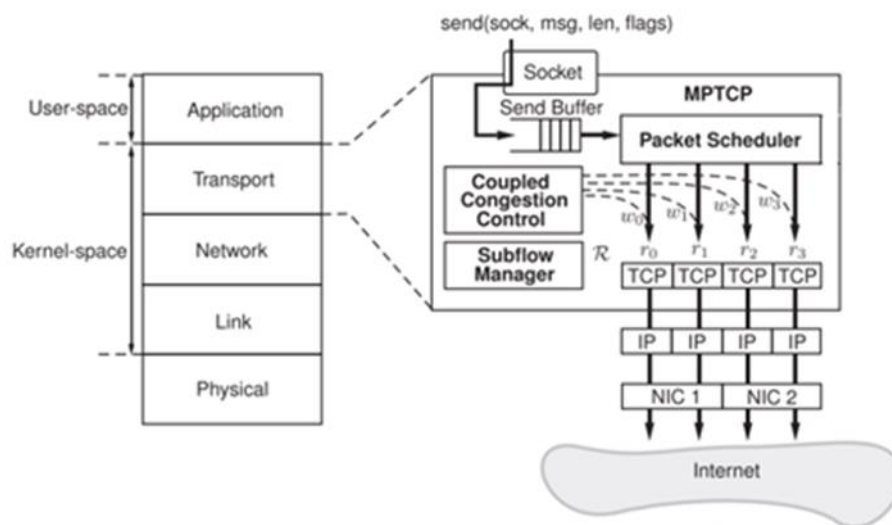 send(sock, msg, len, flags)
Socket
User-space
Application
MPTCP
Send Buffer
Packet Scheduler
Transport
Coupled
Congestion
Control
w₀ w₁ w₂ w₃
Kernel-space
Network
Subflow
Manager
ℛ r₀ r₁ r₂ r₃
TCP TCP TCP TCP
Link
IP IP IP IP
Physical
NIC 1 NIC 2
Internet